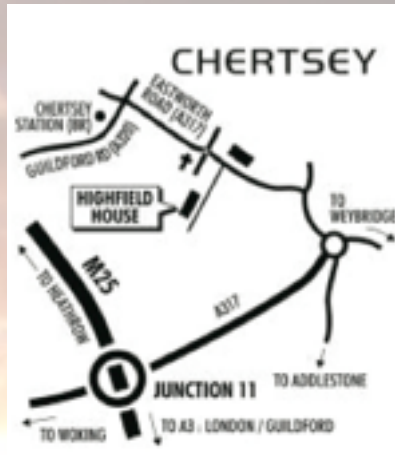 CHERTSEY
EASTWORTH
ROAD (A317)
CHERTSEY
STATION (BR)
GUILDFORD RD (A320)
HIGHFIELD
HOUSE
TO
WEYBRIDGE
M25
TO HEATHROW
A317
JUNCTION 11
TO ADDLESTONE
TO A3 : LONDON / GUILDFORD
TO WOKING